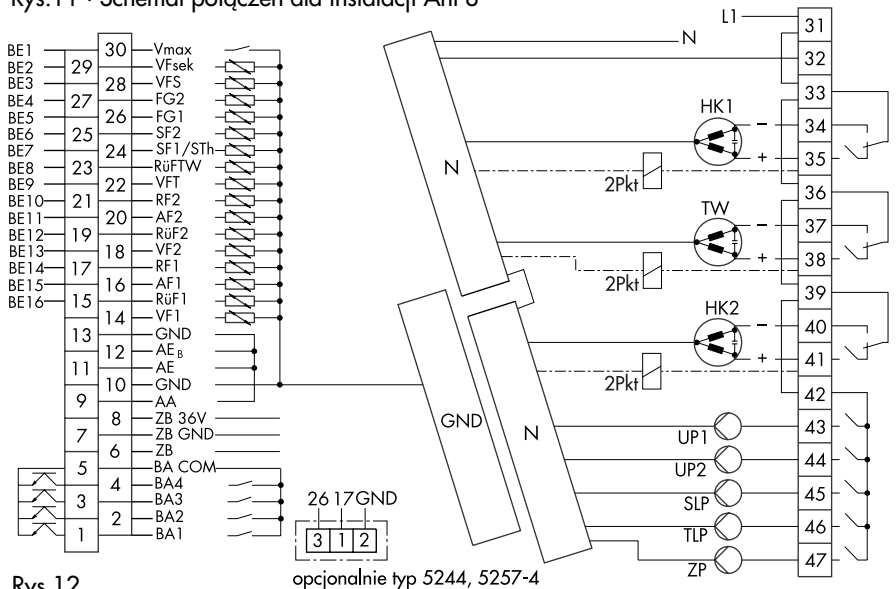 Rys.11 · Schemat połączeń dla instalacji Anl 8
BE1 30 Vmax
BE2 29 VFsek
BE3 28 VFS
BE4 27 FG2
BE5 26 FG1
BE6 25 SF2
BE7 24 SF1/STh
BE8 23 RüFTW
BE9 22 VFT
BE10 21 RF2
BE11 20 AF2
BE12 19 RüF2
BE13 18 VF2
BE14 17 RF1
BE15 16 AF1
BE16 15 RüF1
14 VF1
13 GND
12 AEB
11 AE
10 GND
9 AA
8 ZB 36V
7 ZB GND
6 ZB
5 BA COM
4 BA4
3 BA3
2 BA2
1 BA1
26 17 GND
3 1 2
opcjonalnie typ 5244, 5257-4
N
GND
N
L1 31
N 32
33
HK1 − 34
+ 35
2Pkt
36
TW − 37
+ 38
2Pkt
39
HK2 − 40
+ 41
2Pkt
42
UP1 43
UP2 44
SLP 45
TLP 46
ZP 47
Rys.12